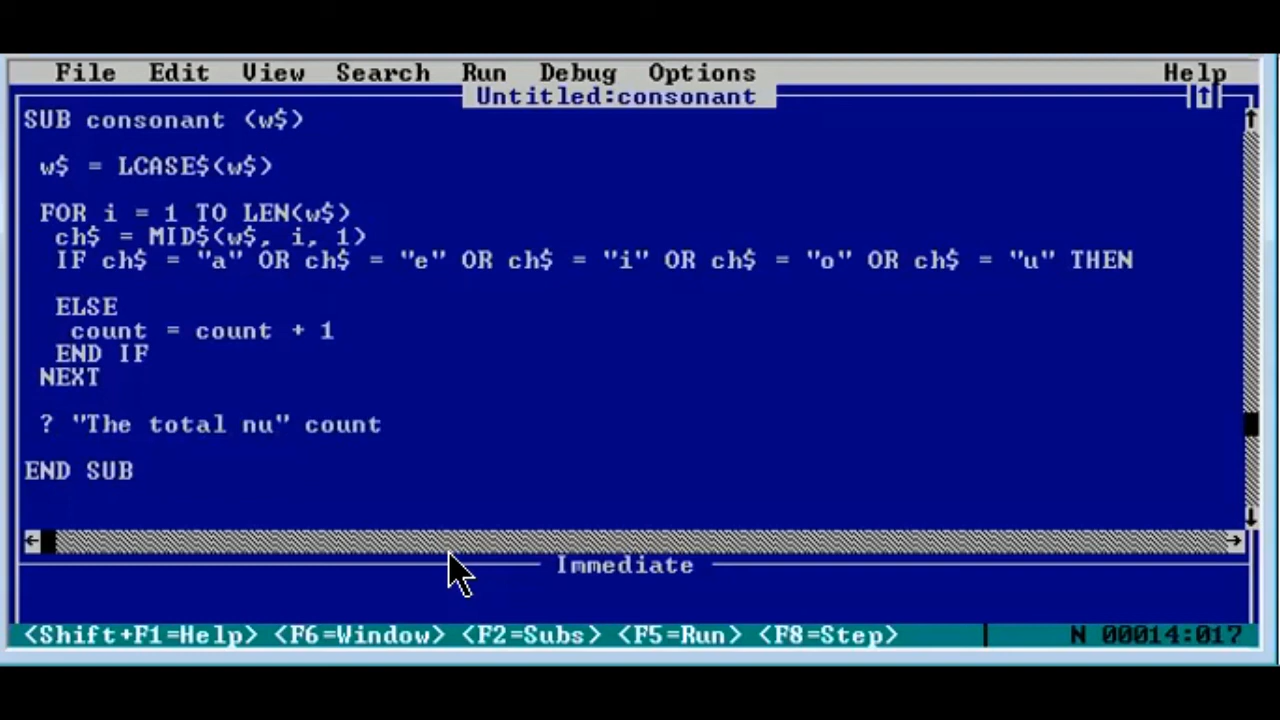 File Edit View Search Run Debug Options Help
Untitled:consonant
SUB consonant (w$)
w$ = LCASE$(w$)
FOR i = 1 TO LEN(w$)
ch$ = MID$(w$, i, 1)
IF ch$ = "a" OR ch$ = "e" OR ch$ = "i" OR ch$ = "o" OR ch$ = "u" THEN
ELSE
count = count + 1
END IF
NEXT
? "The total nu" count
END SUB
Immediate
<Shift+F1=Help> <F6=Window> <F2=Subs> <F5=Run> <F8=Step> N 00014:017